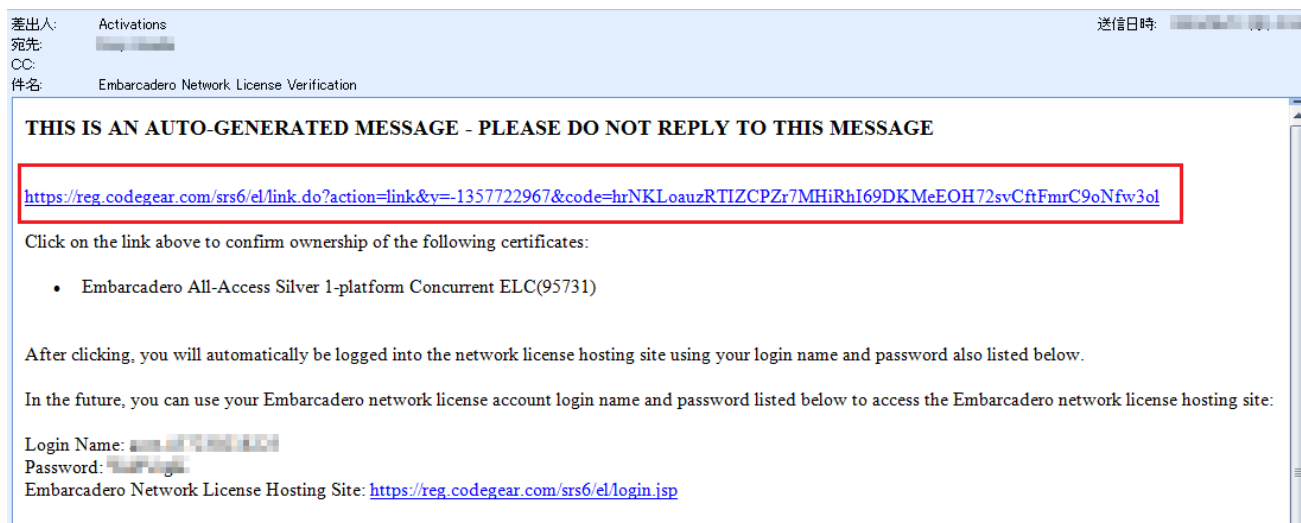 差出人: Activations
送信日時:
宛先:
CC:
件名: Embarcadero Network License Verification
THIS IS AN AUTO-GENERATED MESSAGE - PLEASE DO NOT REPLY TO THIS MESSAGE
https://reg.codegear.com/srs6/el/link.do?action=link&y=-1357722967&code=hrNKLoauzRTIZCPZr7MHiRhI69DKMeEOH72svCftFmrC9oNfw3ol
Click on the link above to confirm ownership of the following certificates:
• Embarcadero All-Access Silver 1-platform Concurrent ELC(95731)
After clicking, you will automatically be logged into the network license hosting site using your login name and password also listed below.
In the future, you can use your Embarcadero network license account login name and password listed below to access the Embarcadero network license hosting site:
Login Name:
Password:
Embarcadero Network License Hosting Site: https://reg.codegear.com/srs6/el/login.jsp